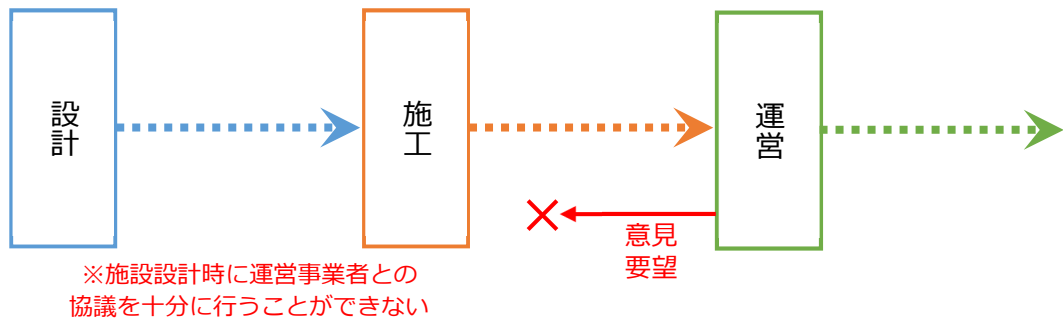 設計
施工
運営
意見
要望
※施設設計時に運営事業者との
協議を十分に行うことができない